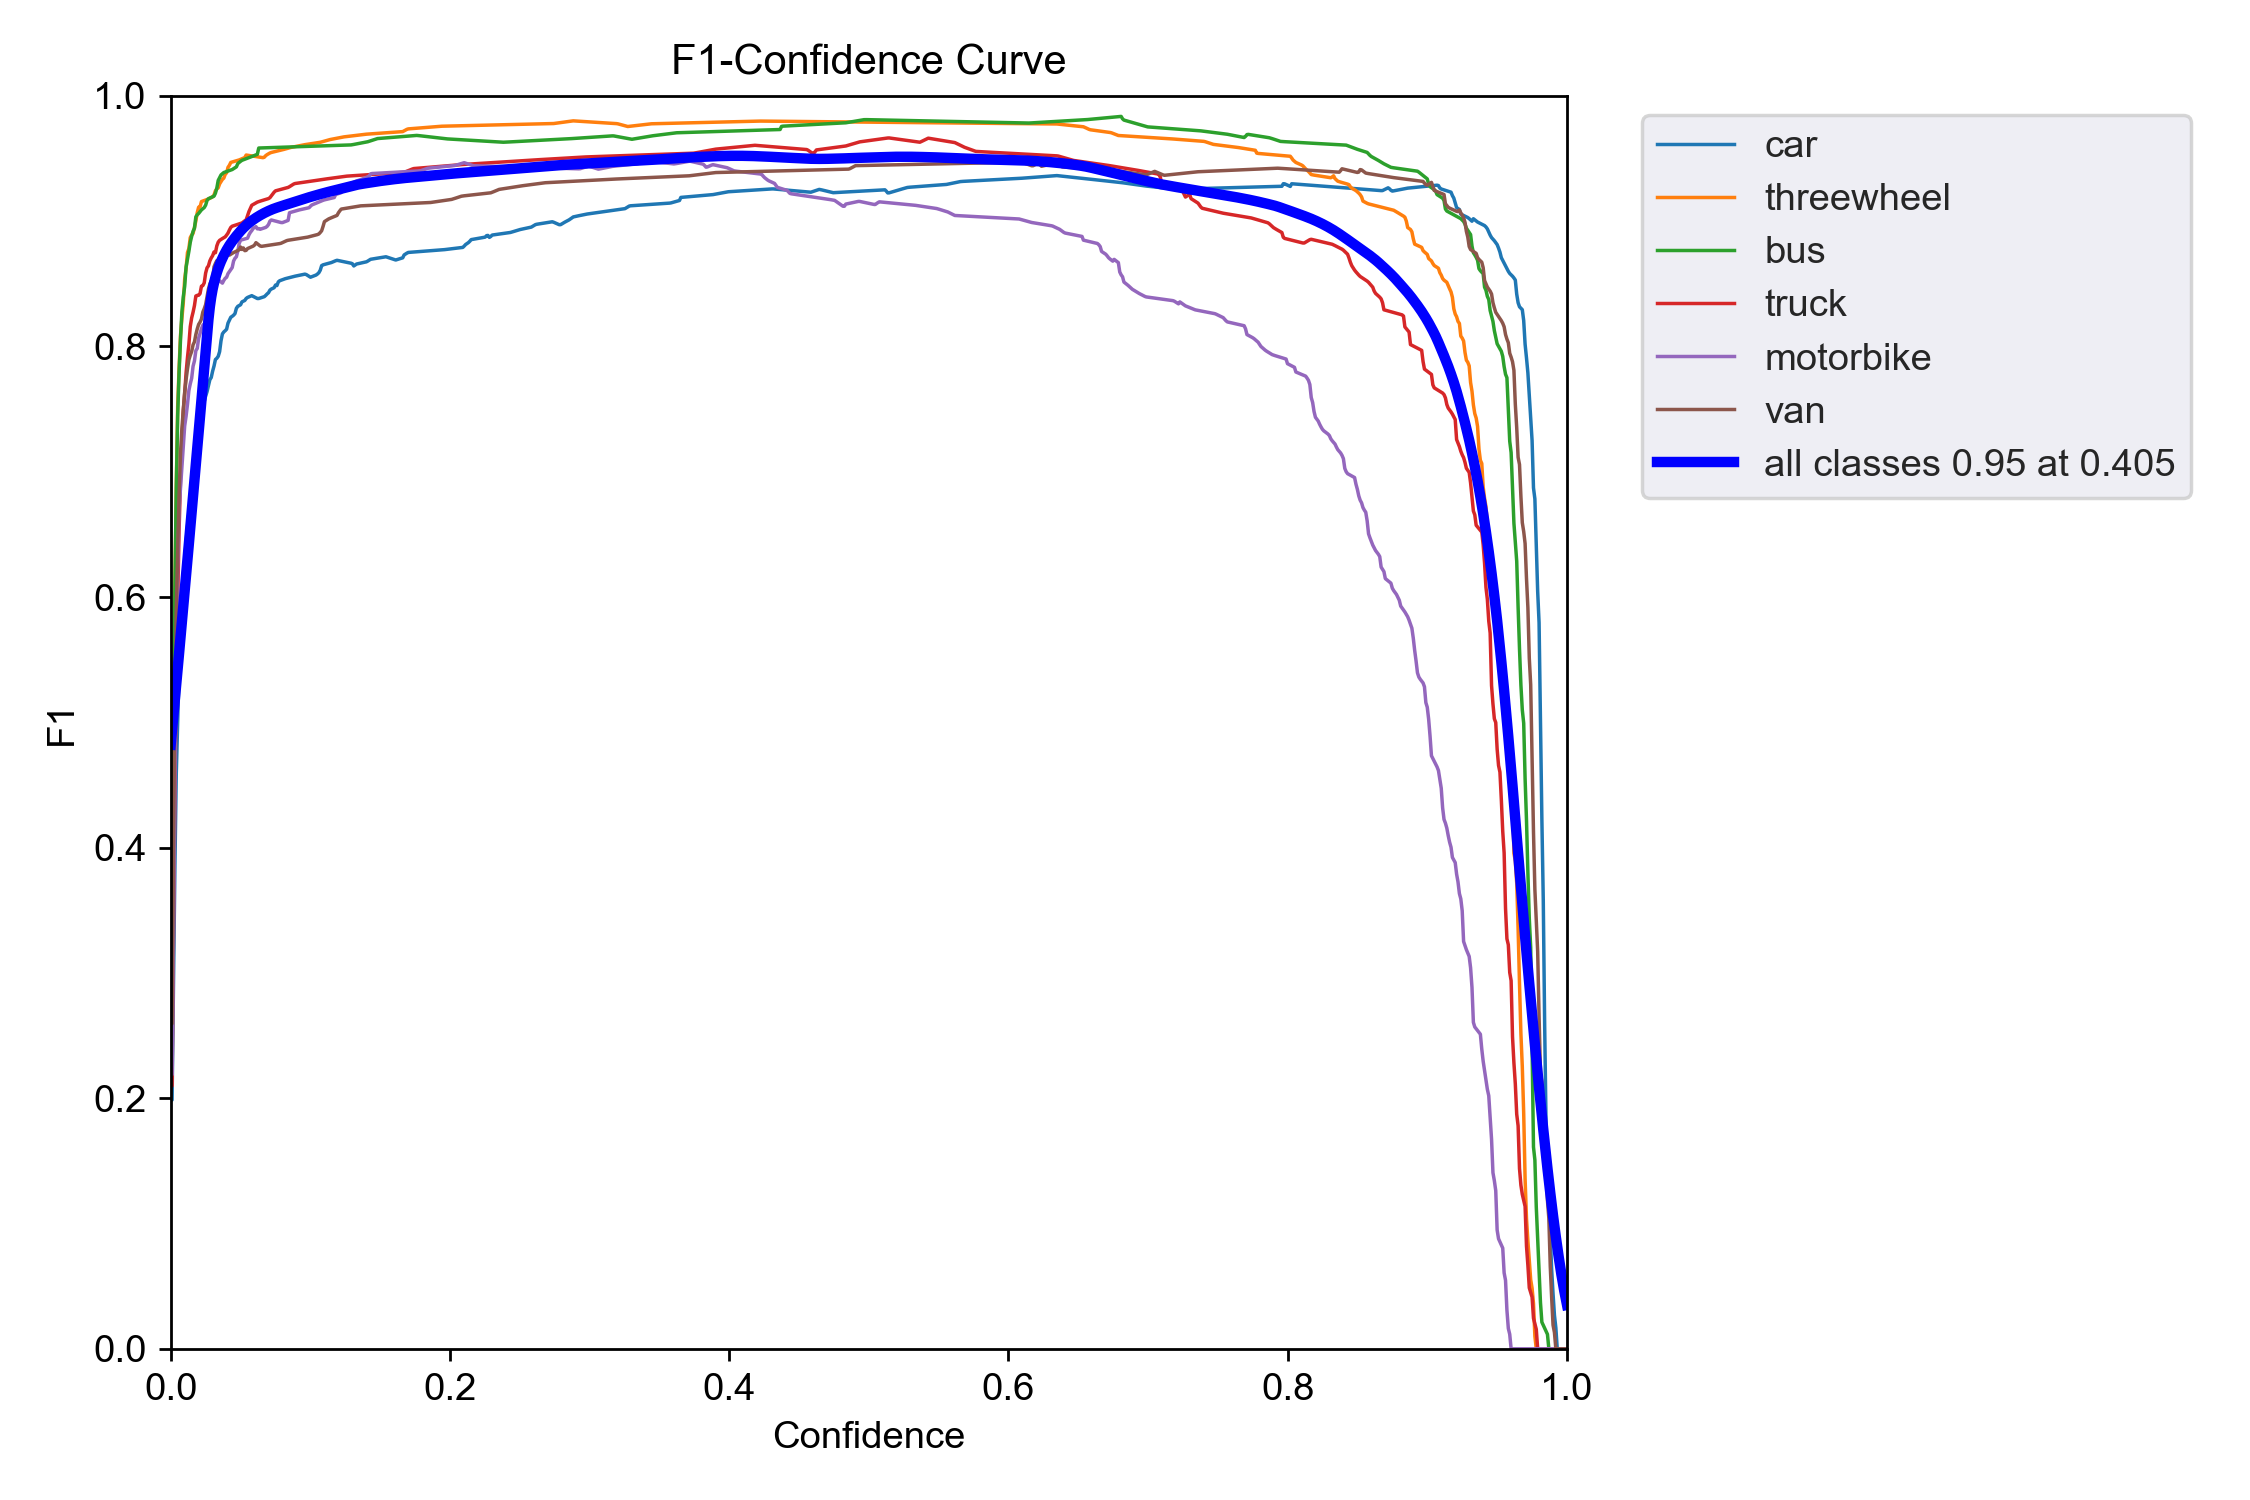 F1-Confidence Curve
1.0
0.8
0.6
0.4
0.2
0.0
F1
0.0 0.2 0.4 0.6 0.8 1.0
Confidence
car
threewheel
bus
truck
motorbike
van
all classes 0.95 at 0.405